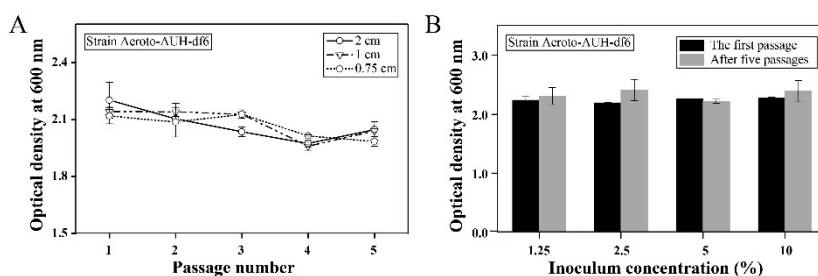 A
Strain Aeroto-AUH-df6
2 cm
1 cm
0.75 cm
Optical density at 600 nm
2.4
2.1
1.8
1.5
1 2 3 4 5
Passage number
B
Strain Aeroto-AUH-df6
The first passage
After five passages
Optical density at 600 nm
3.0
2.0
1.0
0.0
1.25 2.5 5 10
Inoculum concentration (%)